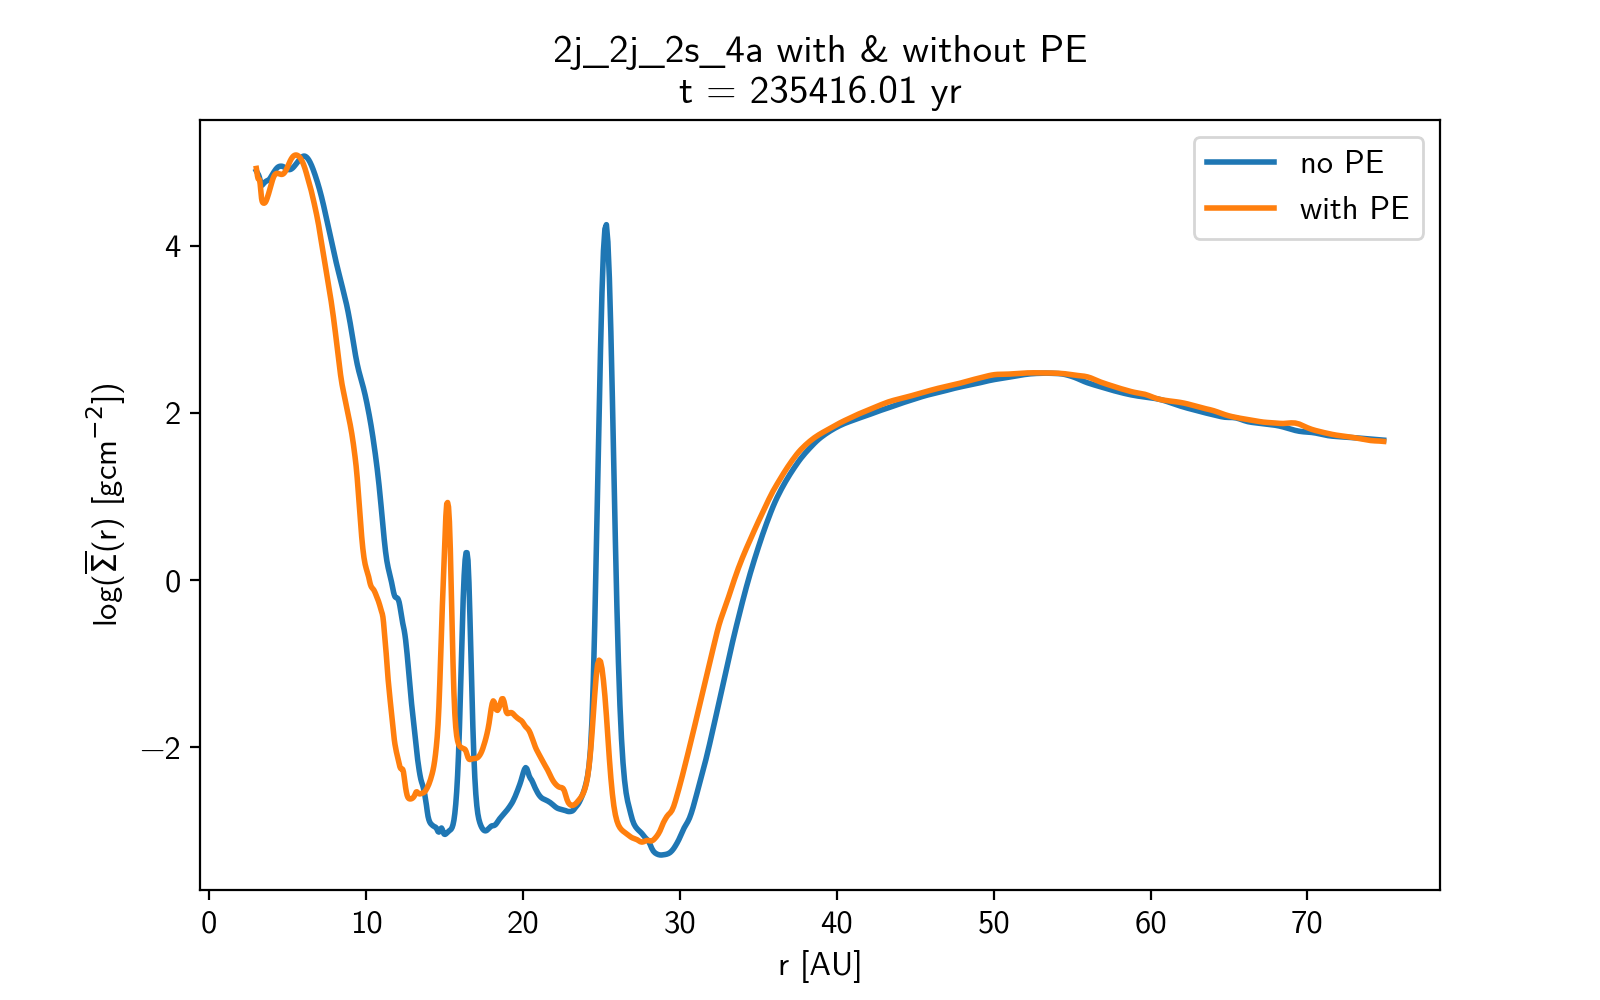 2j_2j_2s_4a with & without PE
t = 235416.01 yr
no PE
with PE
log(Σ̅(r) [gcm⁻²])
4
2
0
−2
0 10 20 30 40 50 60 70
r [AU]